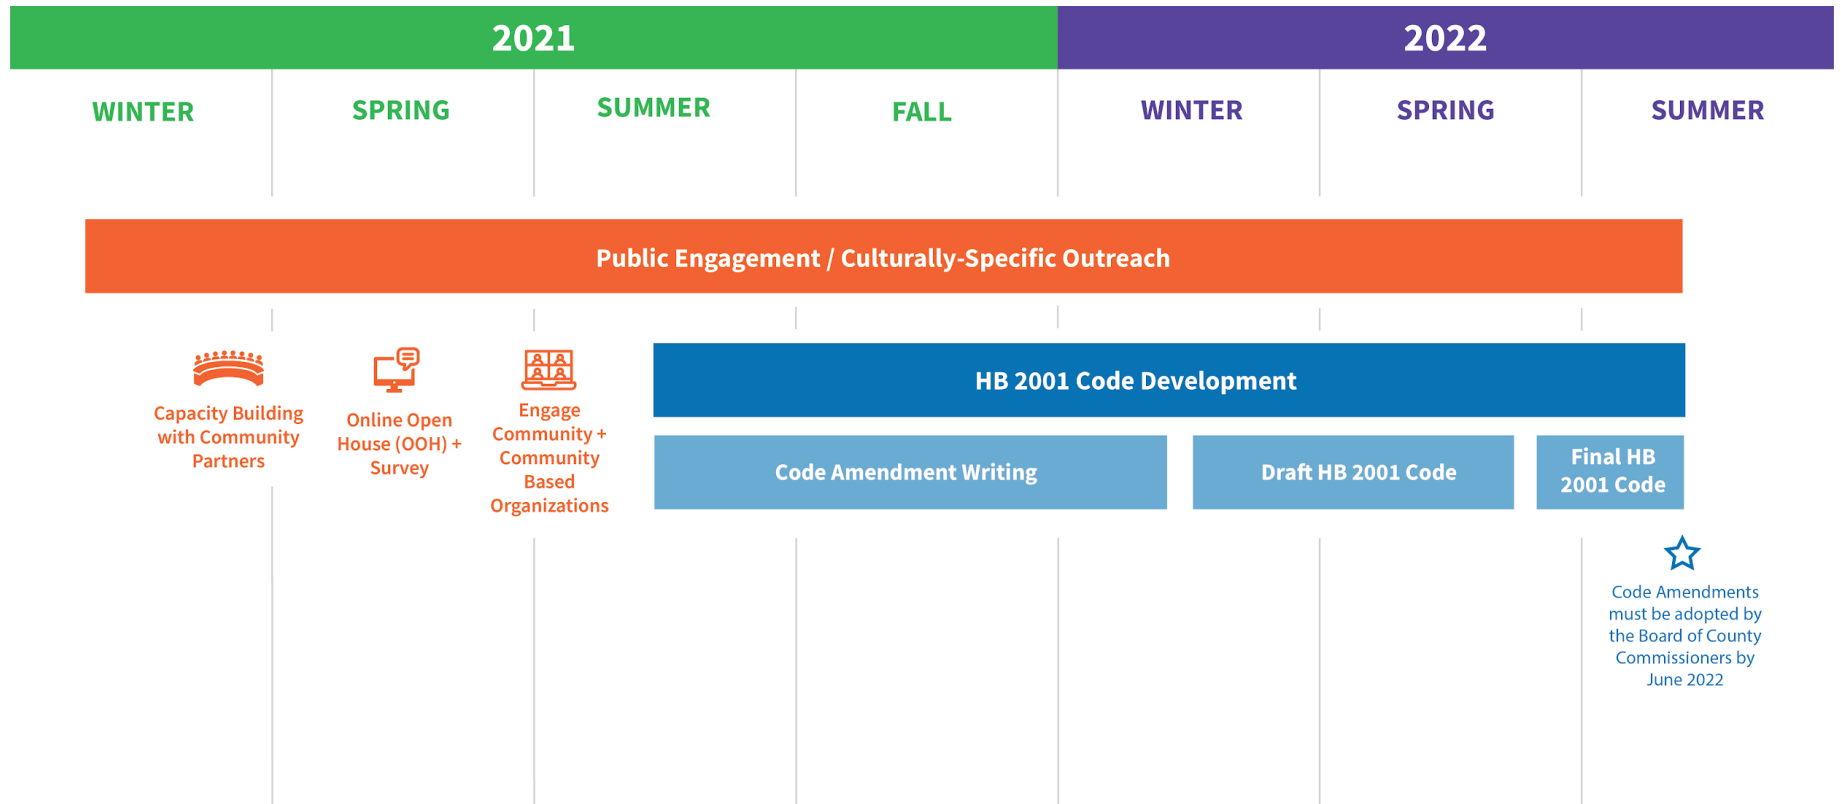 2021
2022
WINTER
SPRING
SUMMER
FALL
WINTER
SPRING
SUMMER
Public Engagement / Culturally-Specific Outreach
Capacity Building
with Community
Partners
Online Open
House (OOH) +
Survey
Engage
Community +
Community
Based
Organizations
HB 2001 Code Development
Code Amendment Writing
Draft HB 2001 Code
Final HB
2001 Code
Code Amendments
must be adopted by
the Board of County
Commissioners by
June 2022